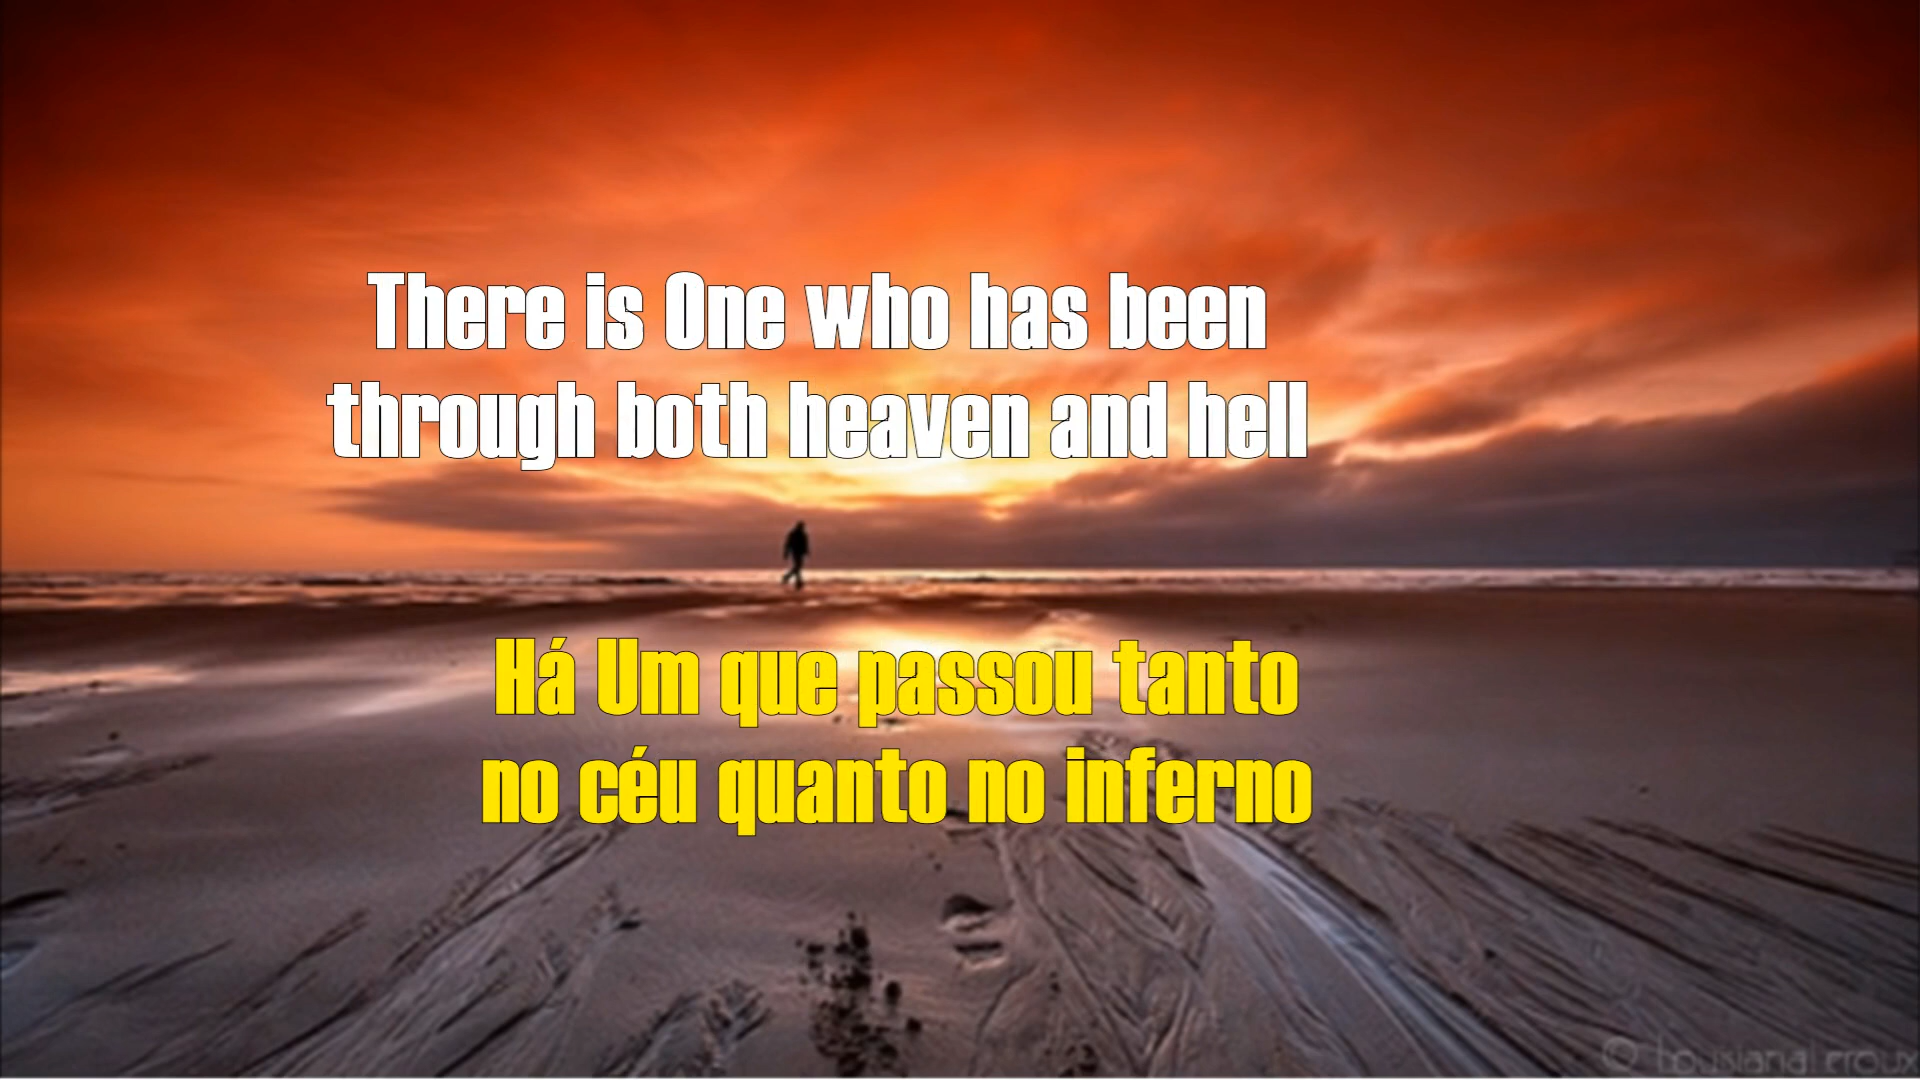 There is One who has been
through both heaven and hell
Há Um que passou tanto
no céu quanto no inferno